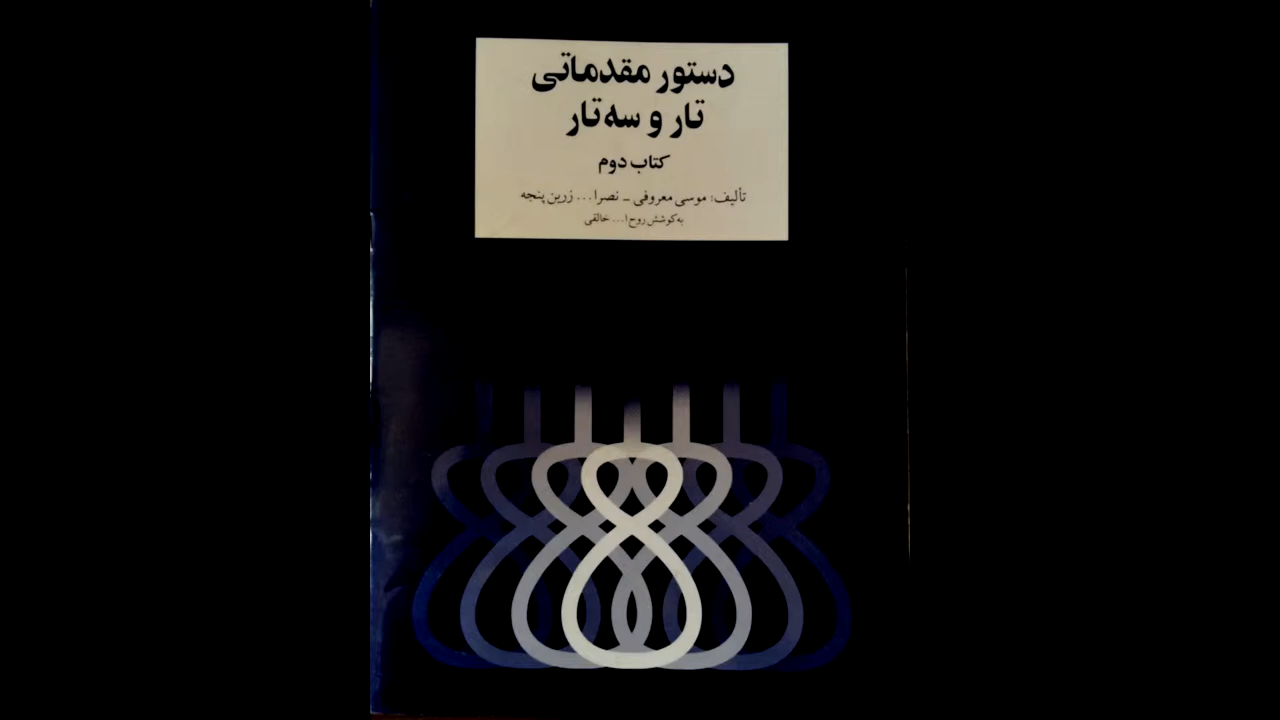 دستور مقدماتی
تار و سه‌تار
کتاب دوم
تألیف: موسی معروفی – نصرا... زرین پنجه
به‌کوشش روح‌ا... خالقی